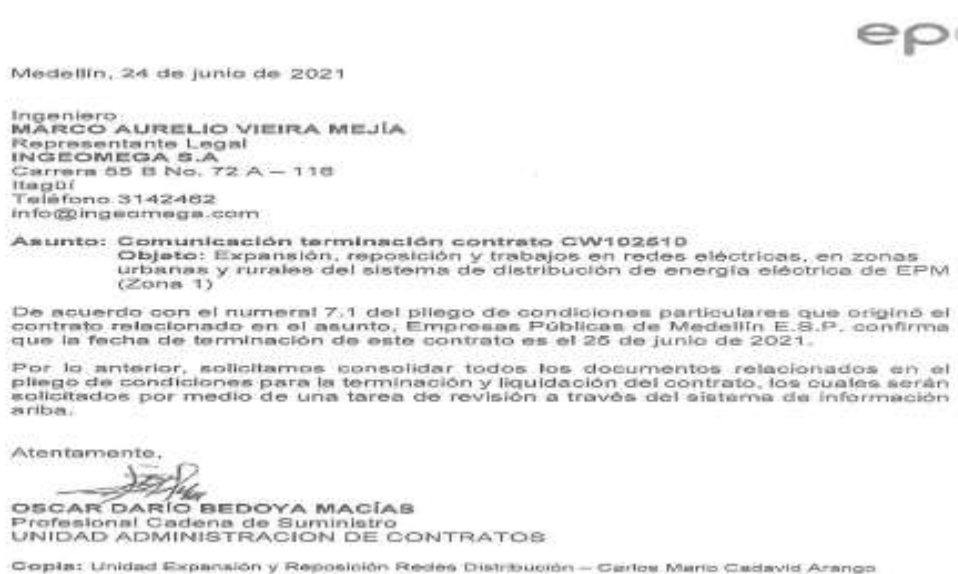 ep
Medellín, 24 de junio de 2021
Ingeniero
MARCO AURELIO VIEIRA MEJÍA
Representante Legal
INGEOMEGA S.A
Carrera 55 B No. 72 A – 118
Itagüí
Teléfono 3142462
info@ingeomega.com
Asunto: Comunicación terminación contrato CW102510
Objeto: Expansión, reposición y trabajos en redes eléctricas, en zonas
urbanas y rurales del sistema de distribución de energía eléctrica de EPM
(Zona 1)
De acuerdo con el numeral 7.1 del pliego de condiciones particulares que originó el
contrato relacionado en el asunto, Empresas Públicas de Medellín E.S.P. confirma
que la fecha de terminación de este contrato es el 25 de junio de 2021.
Por lo anterior, solicitamos consolidar todos los documentos relacionados en el
pliego de condiciones para la terminación y liquidación del contrato, los cuales serán
solicitados por medio de una tarea de revisión a través del sistema de información
ariba.
Atentamente,
OSCAR DARÍO BEDOYA MACÍAS
Profesional Cadena de Suministro
UNIDAD ADMINISTRACIÓN DE CONTRATOS
Copia: Unidad Expansión y Reposición Redes Distribución – Carlos Mario Cadavid Arango